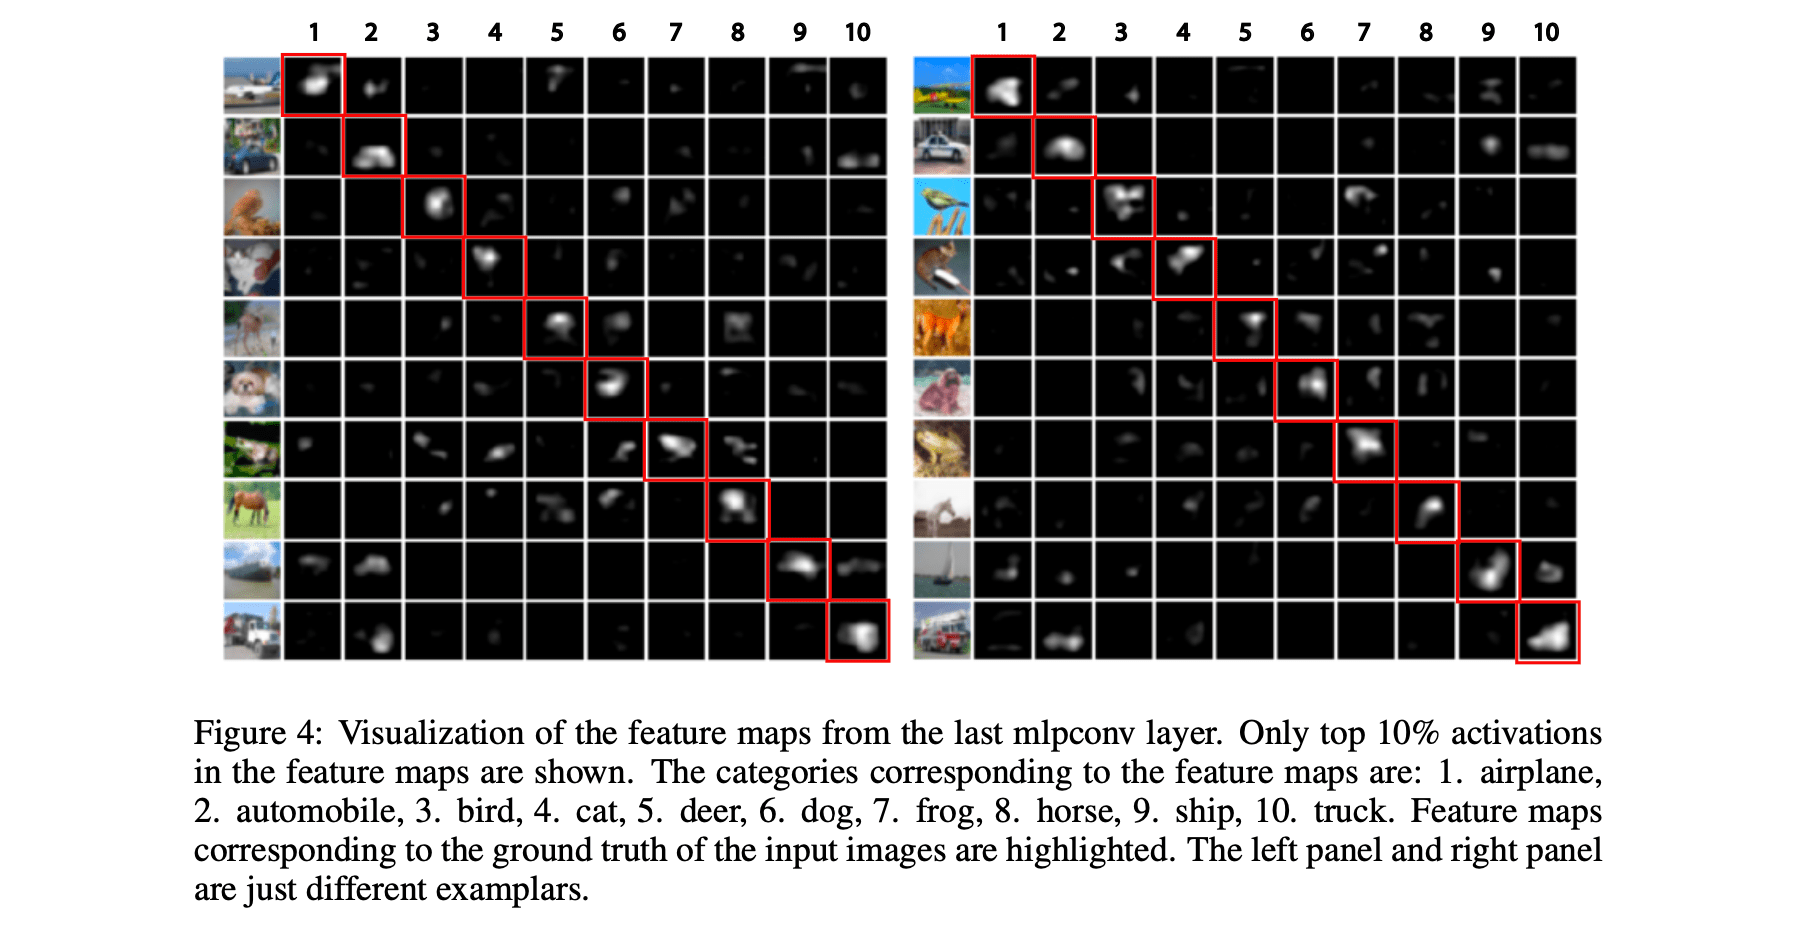 1 2 3 4 5 6 7 8 9 10 1 2 3 4 5 6 7 8 9 10
Figure 4: Visualization of the feature maps from the last mlpconv layer. Only top 10% activations
in the feature maps are shown. The categories corresponding to the feature maps are: 1. airplane,
2. automobile, 3. bird, 4. cat, 5. deer, 6. dog, 7. frog, 8. horse, 9. ship, 10. truck. Feature maps
corresponding to the ground truth of the input images are highlighted. The left panel and right panel
are just different examplars.